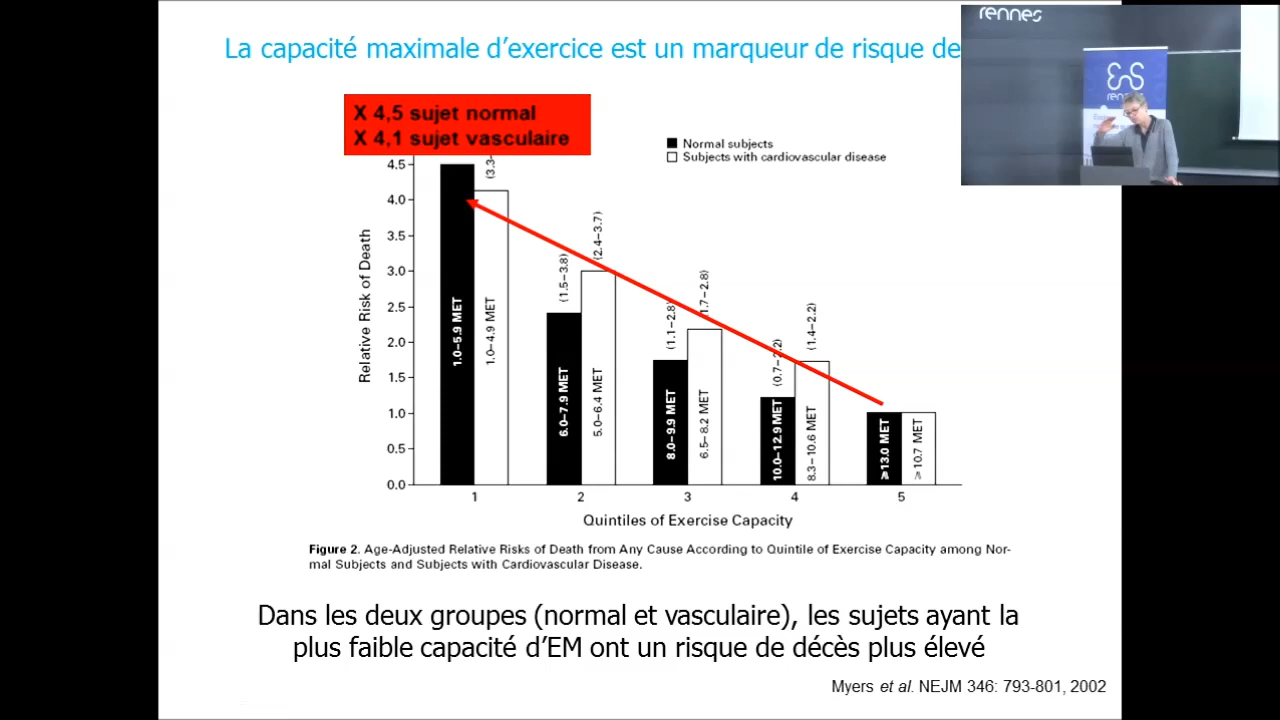 La capacité maximale d'exercice est un marqueur de risque de
rennes
rennes
X 4,5 sujet normal
X 4,1 sujet vasculaire
Normal subjects
Subjects with cardiovascular disease
Relative Risk of Death
4.5
4.0
3.5
3.0
2.5
2.0
1.5
1.0
0.5
0.0
1.0–5.9 MET
(3.3-
1.0–4.9 MET
(1.5–3.8)
6.0–7.9 MET
(2.4–3.7)
5.0–6.4 MET
(1.1–2.8)
8.0–9.9 MET
1.7–2.8)
6.5–8.2 MET
(0.7–2.2)
10.0–12.9 MET
(1.4–2.2)
8.3–10.6 MET
≥13.0 MET
≥10.7 MET
1 2 3 4 5
Quintiles of Exercise Capacity
Figure 2. Age-Adjusted Relative Risks of Death from Any Cause According to Quintile of Exercise Capacity among Nor-
mal Subjects and Subjects with Cardiovascular Disease.
Dans les deux groupes (normal et vasculaire), les sujets ayant la
plus faible capacité d'EM ont un risque de décès plus élevé
Myers et al. NEJM 346: 793-801, 2002